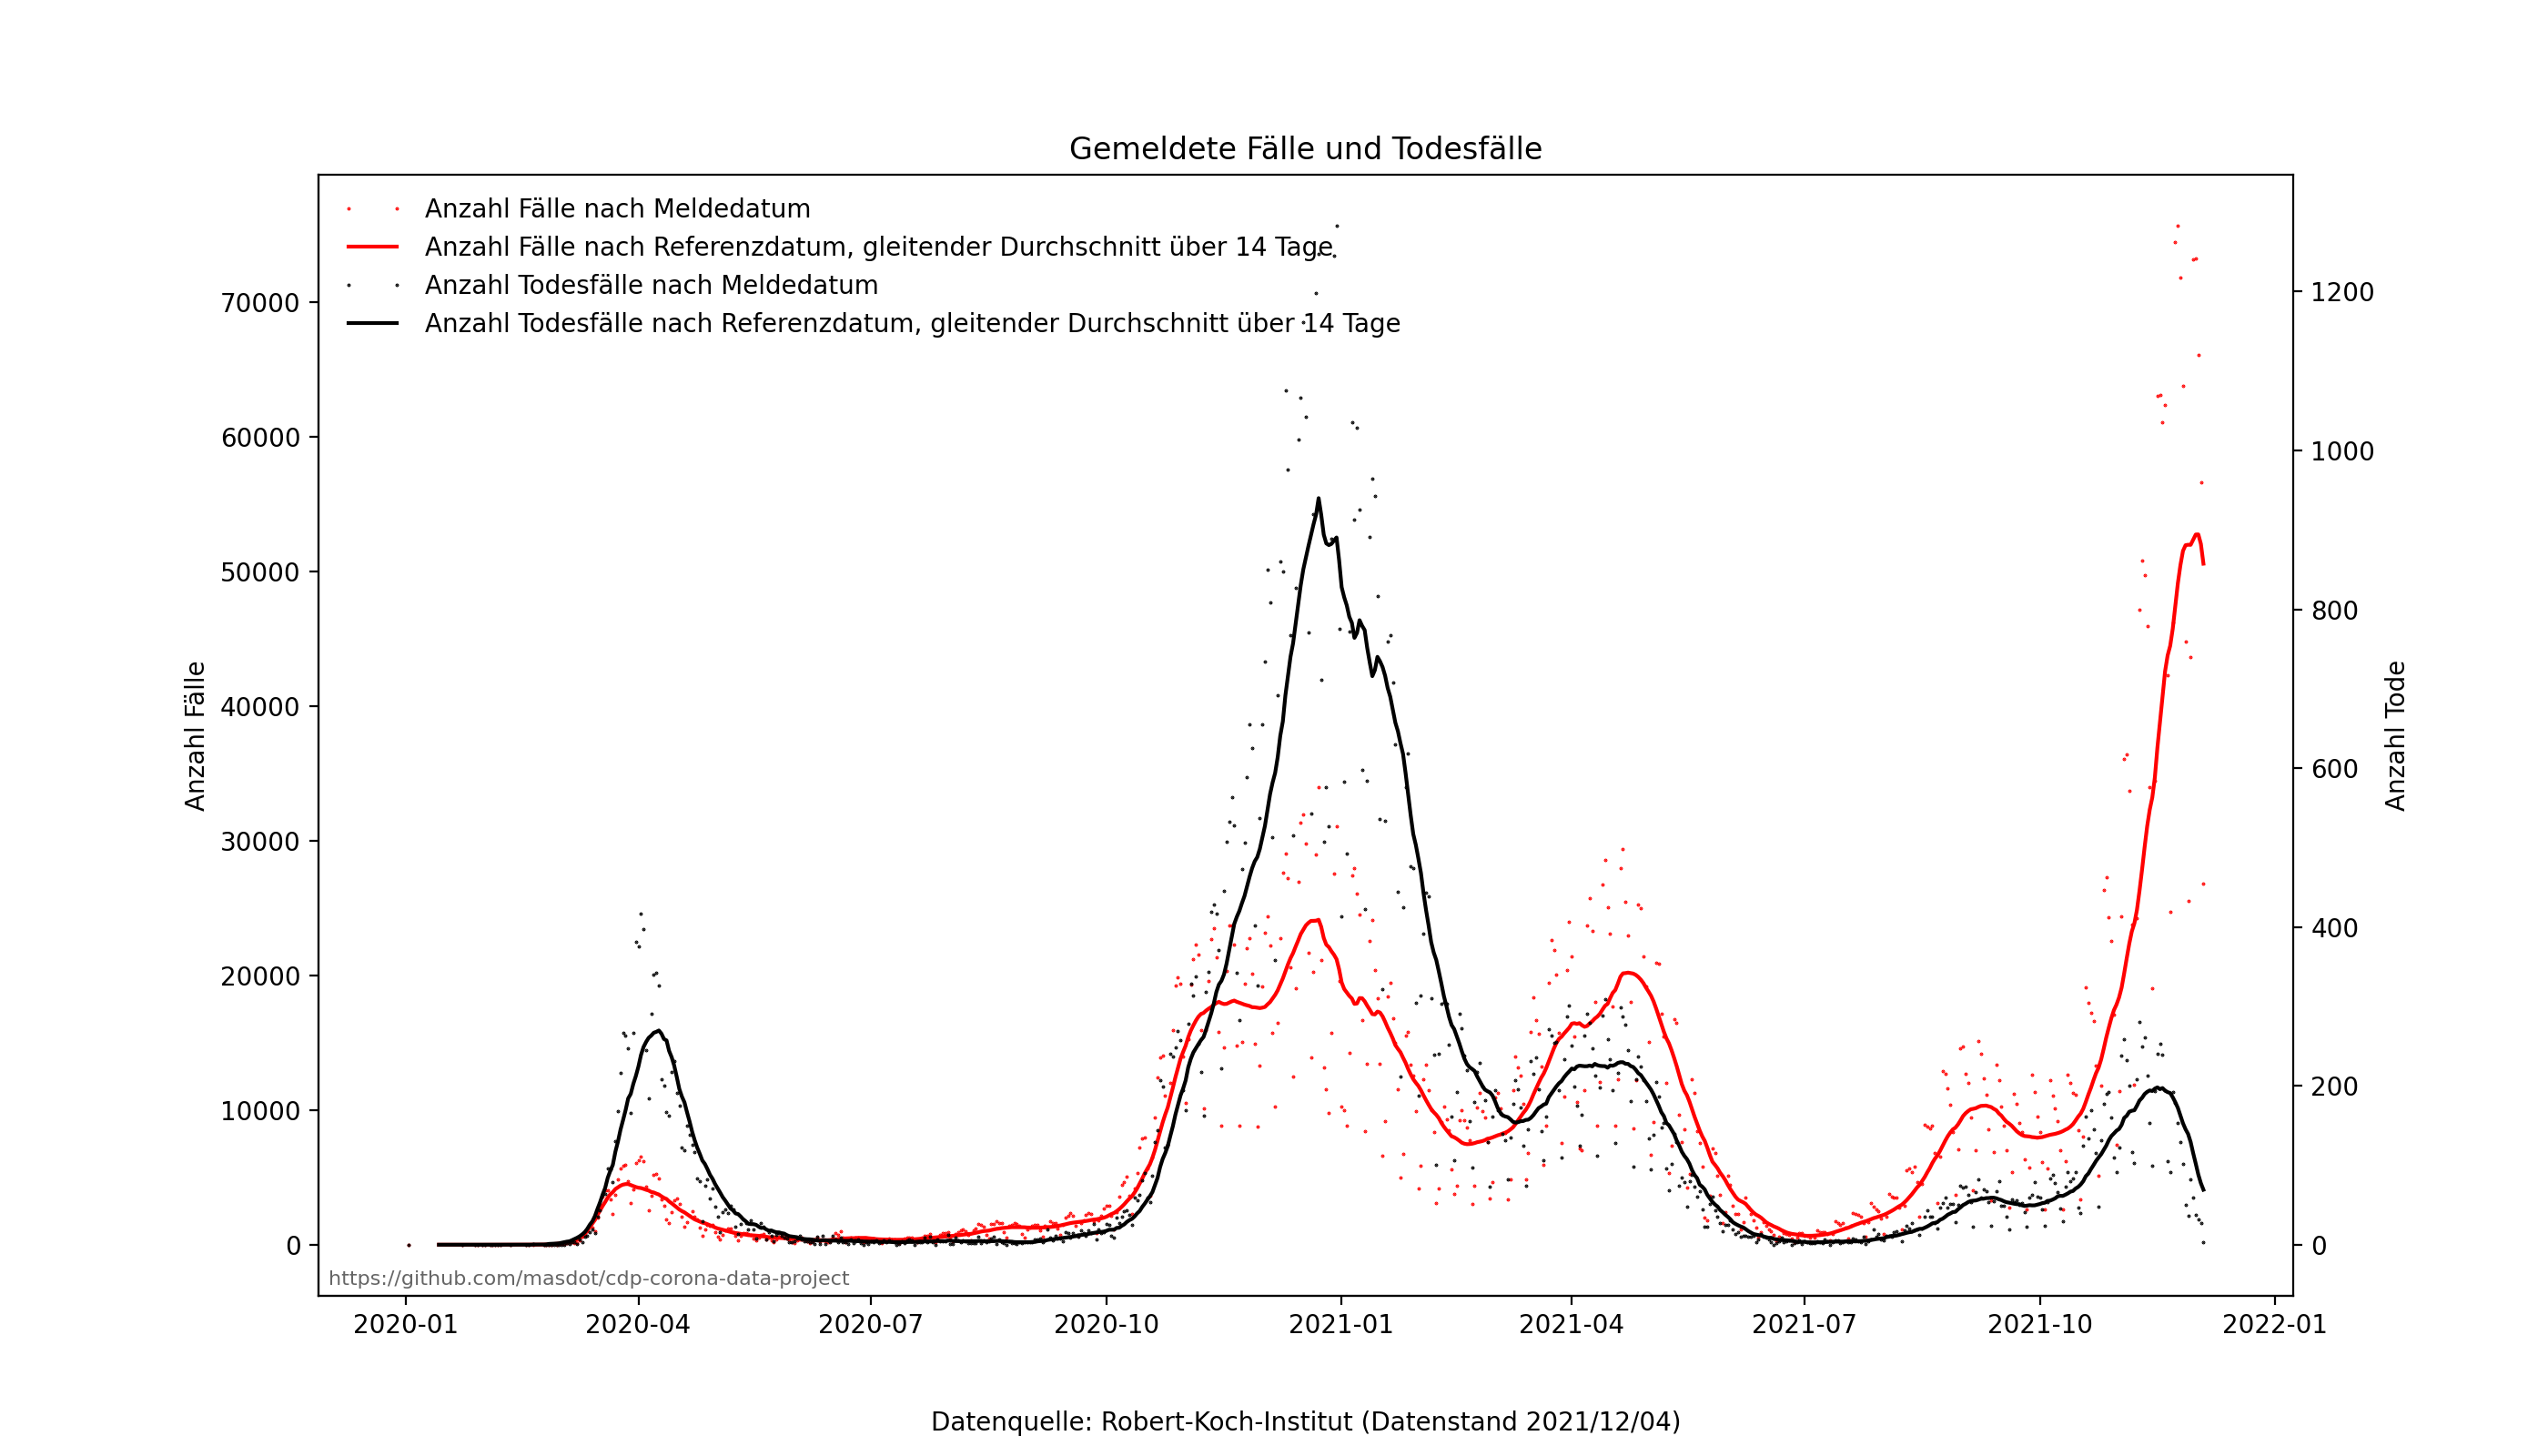 Gemeldete Fälle und Todesfälle
Anzahl Fälle nach Meldedatum
Anzahl Fälle nach Referenzdatum, gleitender Durchschnitt über 14 Tage
Anzahl Todesfälle nach Meldedatum
Anzahl Todesfälle nach Referenzdatum, gleitender Durchschnitt über 14 Tage
Anzahl Fälle
70000
60000
50000
40000
30000
20000
10000
0
1200
1000
800
600
400
200
0
Anzahl Tode
https://github.com/masdot/cdp-corona-data-project
2020-01 2020-04 2020-07 2020-10 2021-01 2021-04 2021-07 2021-10 2022-01
Datenquelle: Robert-Koch-Institut (Datenstand 2021/12/04)